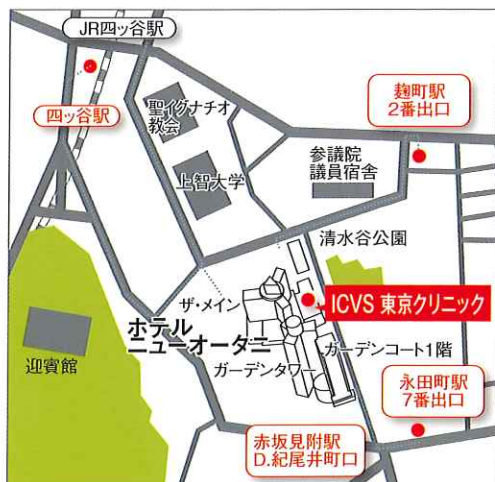 JR四ッ谷駅
四ッ谷駅
聖イグナチオ
教会
上智大学
麹町駅
2番出口
参議院
議員宿舎
清水谷公園
ICVS 東京クリニック
ザ・メイン
ホテル
ニューオータニ
ガーデンタワー
ガーデンコート1階
迎賓館
永田町駅
7番出口
赤坂見附駅
D.紀尾井町口